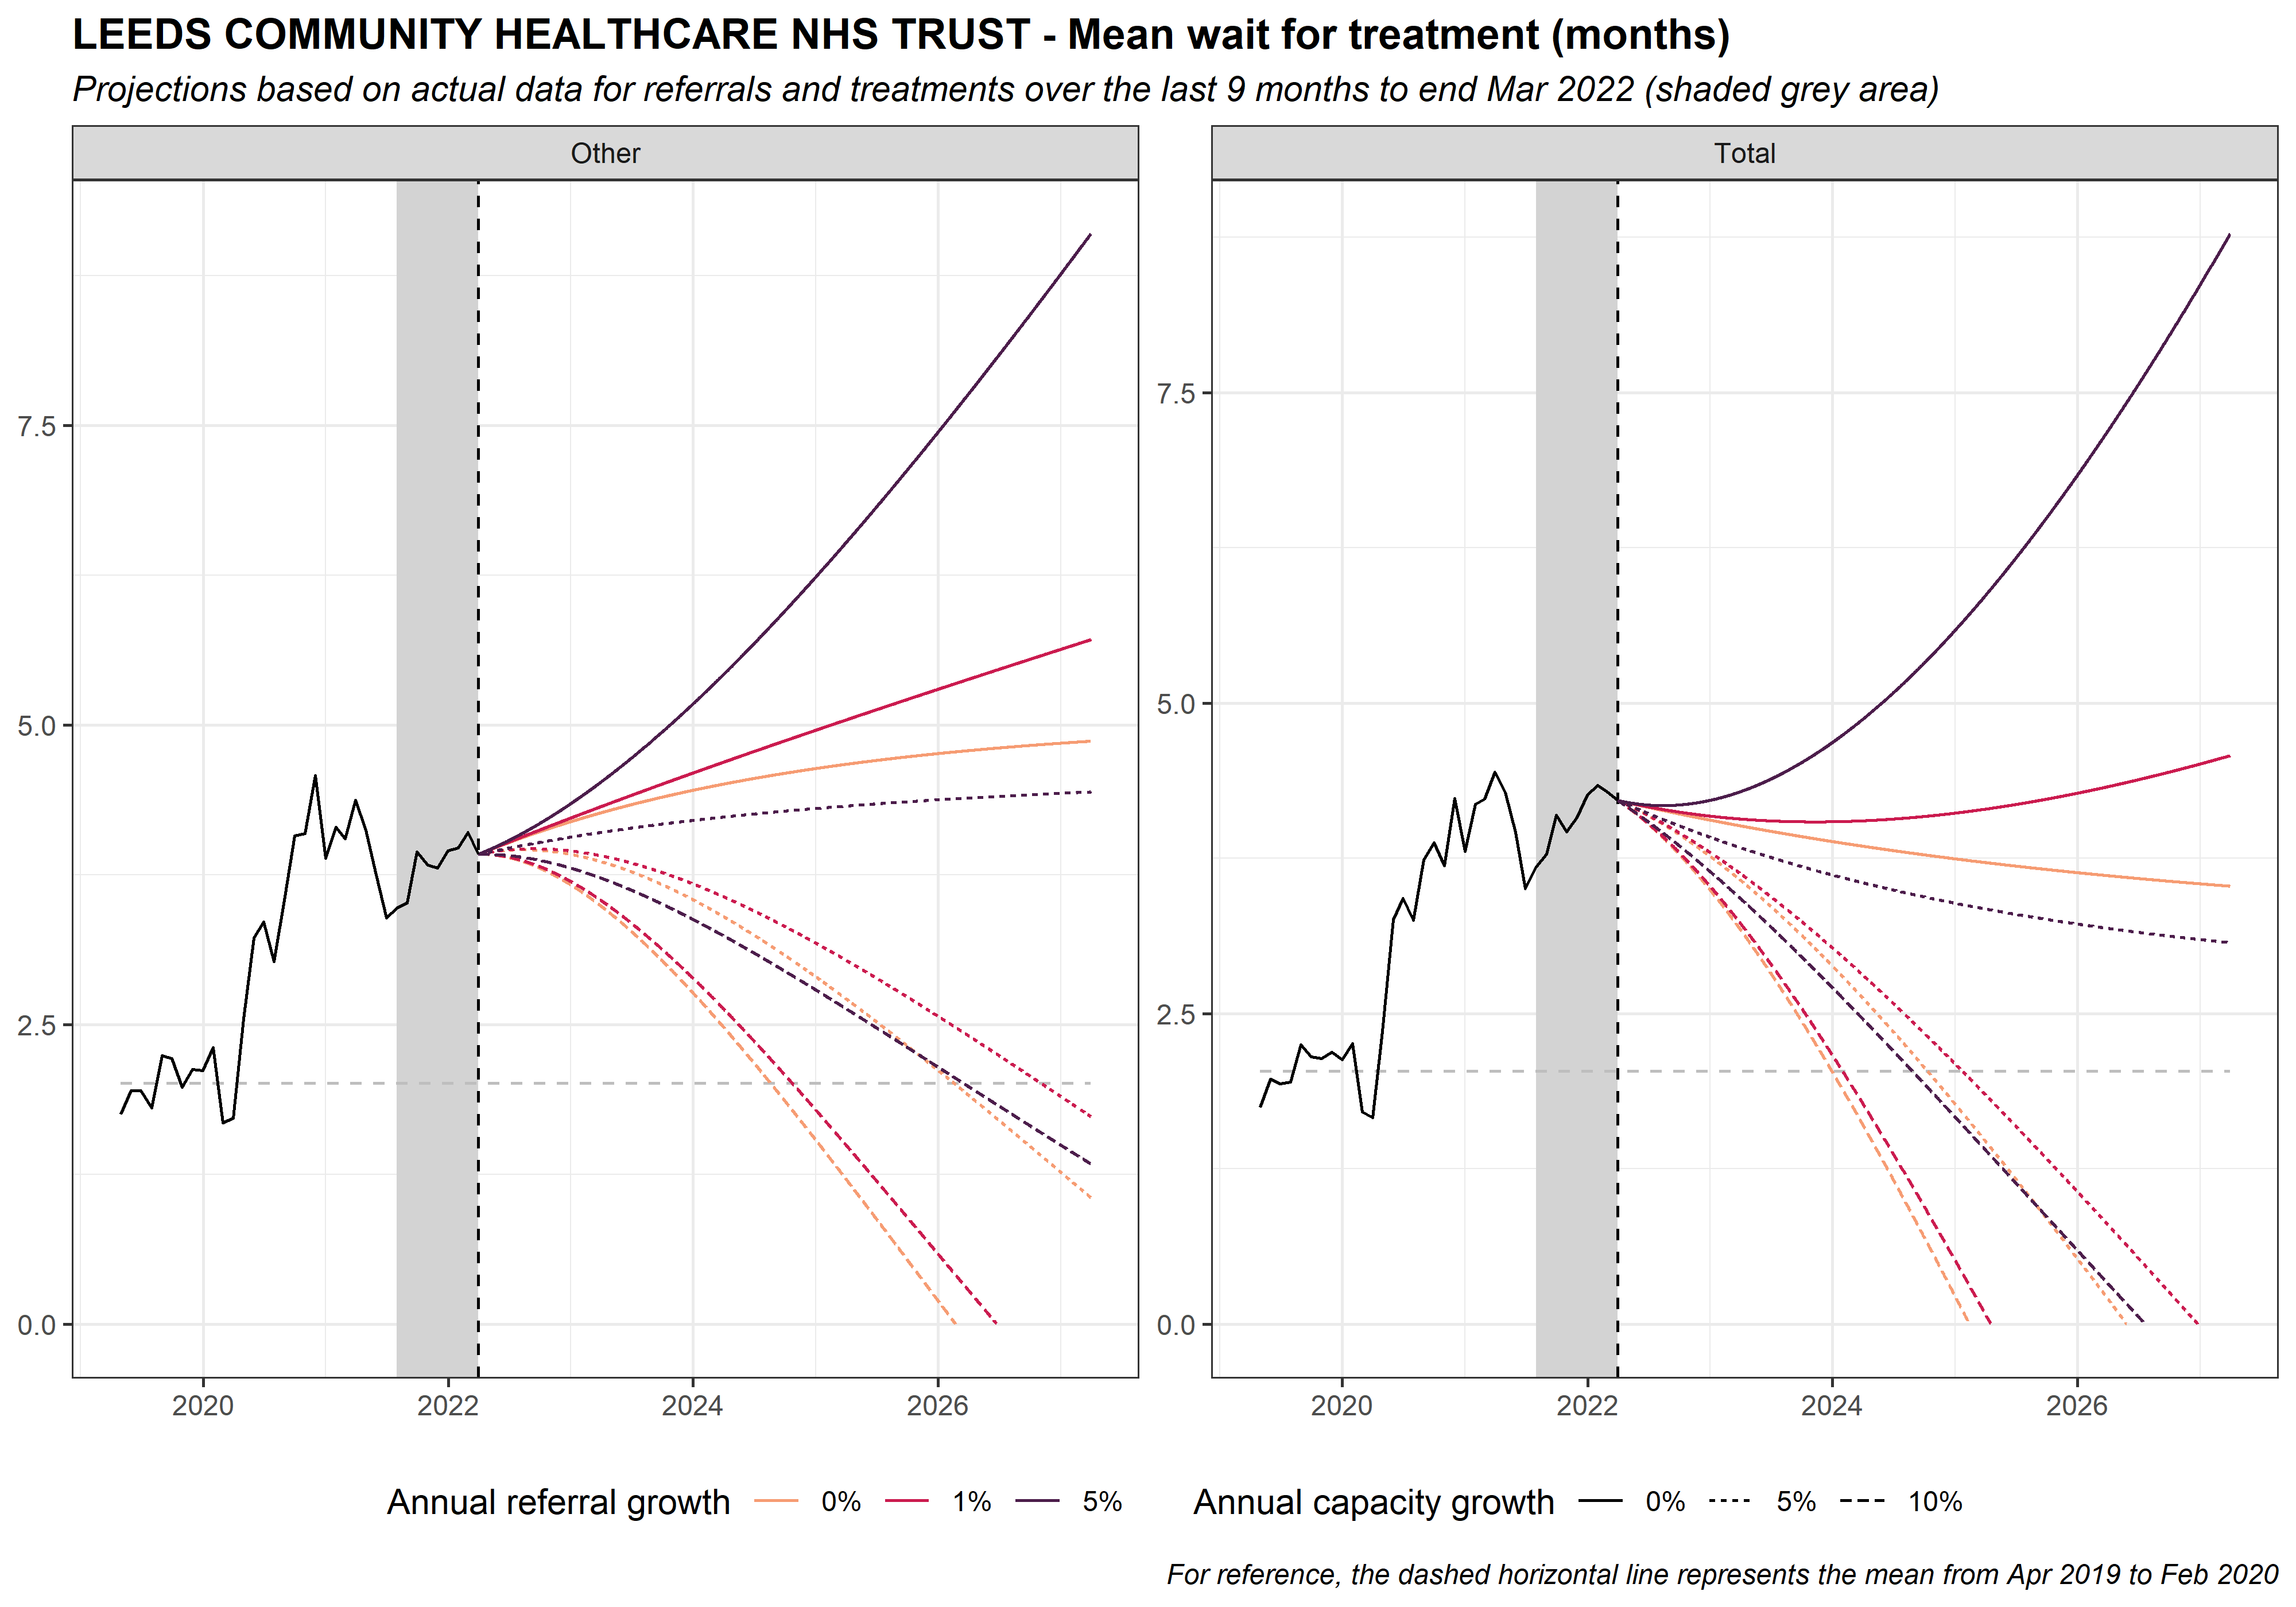 LEEDS COMMUNITY HEALTHCARE NHS TRUST - Mean wait for treatment (months)
Projections based on actual data for referrals and treatments over the last 9 months to end Mar 2022 (shaded grey area)
Other
Total
7.5
5.0
2.5
0.0
7.5
5.0
2.5
0.0
2020 2022 2024 2026
2020 2022 2024 2026
Annual referral growth 0% 1% 5%
Annual capacity growth 0% 5% 10%
For reference, the dashed horizontal line represents the mean from Apr 2019 to Feb 2020